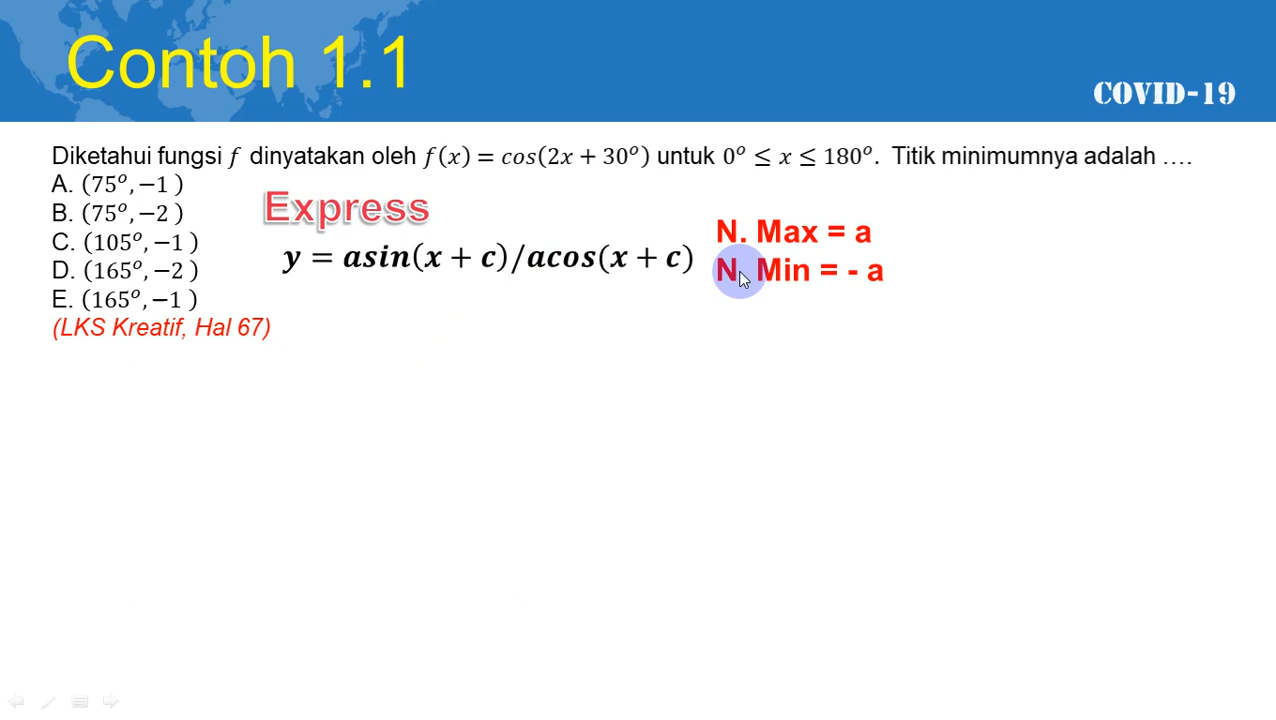 Contoh 1.1
COVID-19
Diketahui fungsi f dinyatakan oleh f(x) = cos(2x + 30°) untuk 0° ≤ x ≤ 180°. Titik minimumnya adalah ….
A. (75°, −1 )
B. (75°, −2 )
C. (105°, −1 )
D. (165°, −2 )
E. (165°, −1 )
(LKS Kreatif, Hal 67)
Express
y = asin(x + c)/acos(x + c)
N. Max = a
N. Min = - a